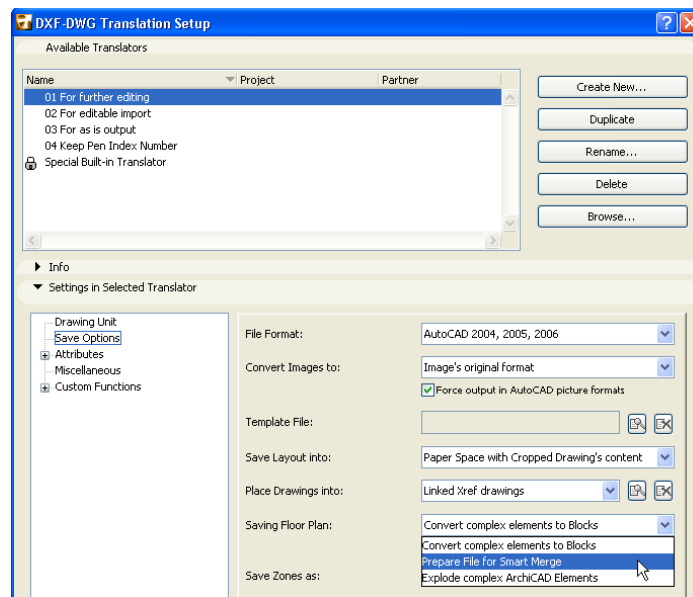 DXF-DWG Translation Setup
Available Translators
Name Project Partner
01 For further editing
02 For editable import
03 For as is output
04 Keep Pen Index Number
Special Built-in Translator
Create New...
Duplicate
Rename...
Delete
Browse...
Info
Settings in Selected Translator
Drawing Unit
Save Options
Attributes
Miscellaneous
Custom Functions
File Format: AutoCAD 2004, 2005, 2006
Convert Images to: Image's original format
Force output in AutoCAD picture formats
Template File:
Save Layout into: Paper Space with Cropped Drawing's content
Place Drawings into: Linked Xref drawings
Saving Floor Plan: Convert complex elements to Blocks
Convert complex elements to Blocks
Prepare File for Smart Merge
Save Zones as: Explode complex ArchiCAD Elements